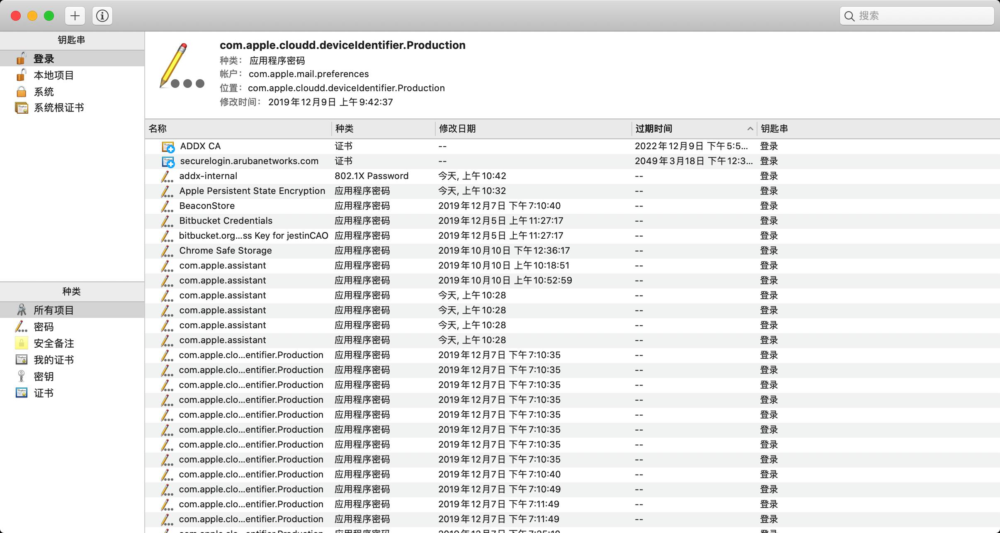 搜索
钥匙串
登录
本地项目
系统
系统根证书
种类
所有项目
密码
安全备注
我的证书
密钥
证书
com.apple.cloudd.deviceIdentifier.Production
种类： 应用程序密码
帐户： com.apple.mail.preferences
位置： com.apple.cloudd.deviceIdentifier.Production
修改时间： 2019年12月9日 上午9:42:37
名称 种类 修改日期 过期时间 钥匙串
ADDX CA 证书 -- 2022年12月9日 下午5:5... 登录
securelogin.arubanetworks.com 证书 -- 2049年3月18日 下午12:3... 登录
addx-internal 802.1X Password 今天, 上午10:42 -- 登录
Apple Persistent State Encryption 应用程序密码 今天, 上午10:32 -- 登录
BeaconStore 应用程序密码 2019年12月7日 下午7:10:40 -- 登录
Bitbucket Credentials 应用程序密码 2019年12月5日 上午11:27:17 -- 登录
bitbucket.org...ss Key for jestinCAO 应用程序密码 2019年12月5日 上午11:27:17 -- 登录
Chrome Safe Storage 应用程序密码 2019年10月10日 下午12:36:17 -- 登录
com.apple.assistant 应用程序密码 2019年10月10日 上午10:18:51 -- 登录
com.apple.assistant 应用程序密码 2019年10月10日 上午10:52:59 -- 登录
com.apple.assistant 应用程序密码 今天, 上午10:28 -- 登录
com.apple.assistant 应用程序密码 今天, 上午10:28 -- 登录
com.apple.assistant 应用程序密码 今天, 上午10:28 -- 登录
com.apple.assistant 应用程序密码 今天, 上午10:28 -- 登录
com.apple.clo...entifier.Production 应用程序密码 2019年12月7日 下午7:10:35 -- 登录
com.apple.clo...entifier.Production 应用程序密码 2019年12月7日 下午7:10:35 -- 登录
com.apple.clo...entifier.Production 应用程序密码 2019年12月7日 下午7:10:35 -- 登录
com.apple.clo...entifier.Production 应用程序密码 2019年12月7日 下午7:10:35 -- 登录
com.apple.clo...entifier.Production 应用程序密码 2019年12月7日 下午7:10:35 -- 登录
com.apple.clo...entifier.Production 应用程序密码 2019年12月7日 下午7:10:35 -- 登录
com.apple.clo...entifier.Production 应用程序密码 2019年12月7日 下午7:10:35 -- 登录
com.apple.clo...entifier.Production 应用程序密码 2019年12月7日 下午7:10:35 -- 登录
com.apple.clo...entifier.Production 应用程序密码 2019年12月7日 下午7:10:40 -- 登录
com.apple.clo...entifier.Production 应用程序密码 2019年12月7日 下午7:10:49 -- 登录
com.apple.clo...entifier.Production 应用程序密码 2019年12月7日 下午7:11:49 -- 登录
com.apple.clo...entifier.Production 应用程序密码 2019年12月7日 下午7:11:49 -- 登录